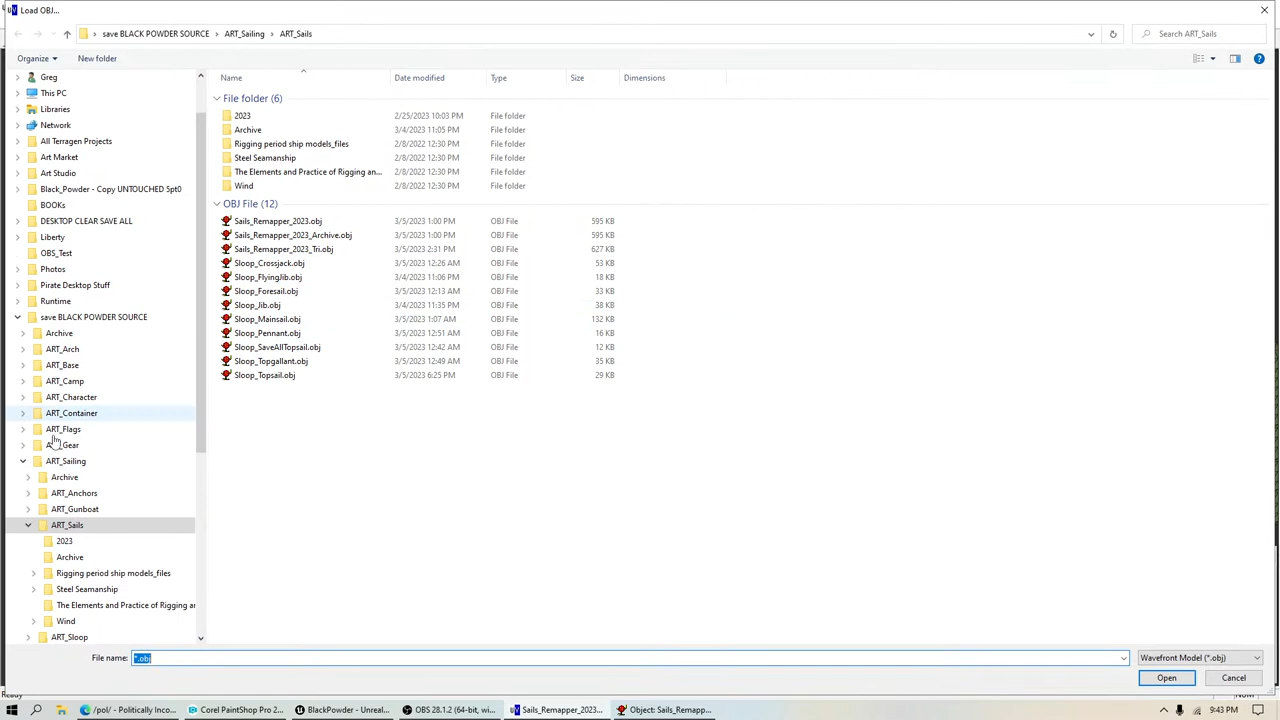 Load OBJ...
save BLACK POWDER SOURCE › ART_Sailing › ART_Sails
Search ART_Sails
Organize
New folder
Greg
This PC
Libraries
Network
All Terragen Projects
Art Market
Art Studio
Black_Powder - Copy UNTOUCHED 5pt0
BOOKs
DESKTOP CLEAR SAVE ALL
Liberty
OBS_Test
Photos
Pirate Desktop Stuff
Runtime
save BLACK POWDER SOURCE
Archive
ART_Arch
ART_Base
ART_Camp
ART_Character
ART_Container
ART_Flags
Gear
ART_Sailing
Archive
ART_Anchors
ART_Gunboat
ART_Sails
2023
Archive
Rigging period ship models_files
Steel Seamanship
The Elements and Practice of Rigging ar
Wind
ART_Sloop
Name Date modified Type Size Dimensions
File folder (6)
2023 2/25/2023 10:03 PM File folder
Archive 3/4/2023 11:05 PM File folder
Rigging period ship models_files 2/8/2022 12:30 PM File folder
Steel Seamanship 2/8/2022 12:30 PM File folder
The Elements and Practice of Rigging an... 2/8/2022 12:30 PM File folder
Wind 2/8/2022 12:30 PM File folder
OBJ File (12)
Sails_Remapper_2023.obj 3/5/2023 1:00 PM OBJ File 595 KB
Sails_Remapper_2023_Archive.obj 3/5/2023 1:00 PM OBJ File 595 KB
Sails_Remapper_2023_Tri.obj 3/5/2023 2:31 PM OBJ File 627 KB
Sloop_Crossjack.obj 3/5/2023 12:26 AM OBJ File 53 KB
Sloop_FlyingJib.obj 3/4/2023 11:06 PM OBJ File 18 KB
Sloop_Foresail.obj 3/5/2023 12:13 AM OBJ File 33 KB
Sloop_Jib.obj 3/4/2023 11:35 PM OBJ File 38 KB
Sloop_Mainsail.obj 3/5/2023 1:07 AM OBJ File 132 KB
Sloop_Pennant.obj 3/5/2023 12:51 AM OBJ File 16 KB
Sloop_SaveAllTopsail.obj 3/5/2023 12:42 AM OBJ File 12 KB
Sloop_Topgallant.obj 3/5/2023 12:49 AM OBJ File 35 KB
Sloop_Topsail.obj 3/5/2023 6:25 PM OBJ File 29 KB
File name: *.obj
Wavefront Model (*.obj)
Open
Cancel
Ready
/pol/ - Politically Inco...
Corel PaintShop Pro 2...
BlackPowder - Unreal...
OBS 28.1.2 (64-bit, wi...
Sails_Remapper_2023...
Object: Sails_Remapp...
9:43 PM